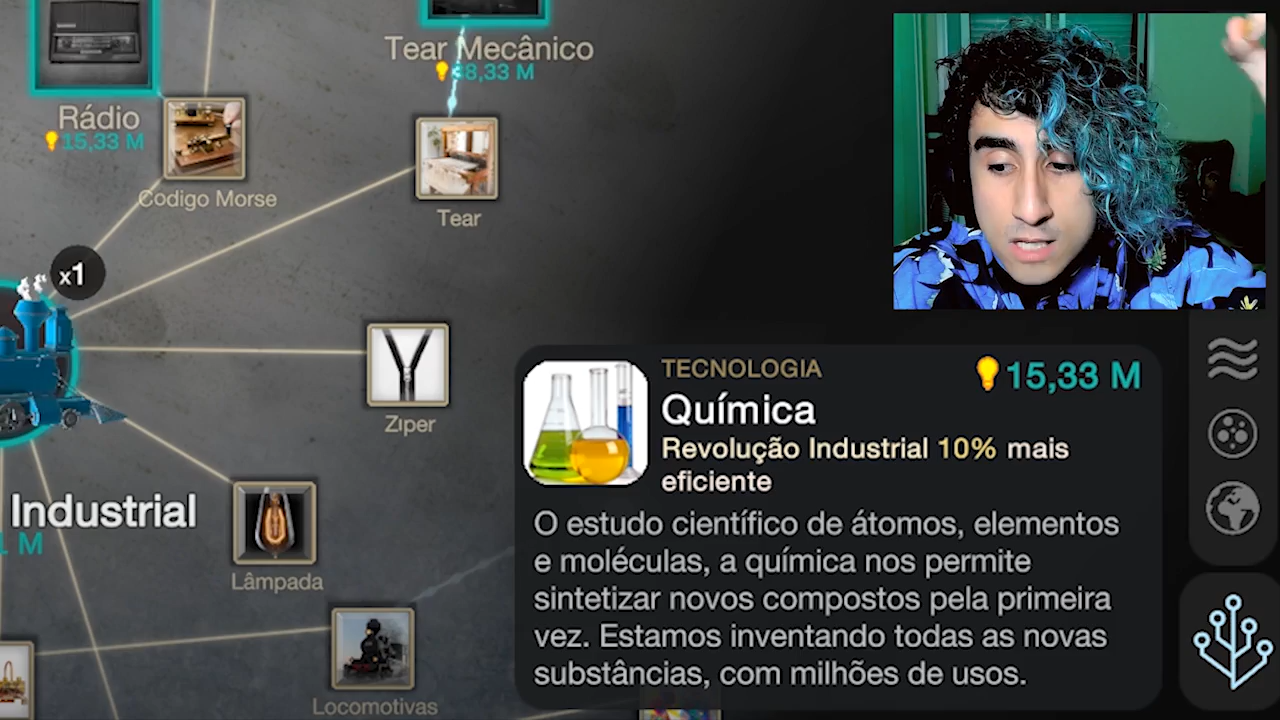 Tear Mecânico
38,33 M
Rádio
15,33 M
Codigo Morse
Tear
x1
Ziper
TECNOLOGIA
15,33 M
Química
Revolução Industrial 10% mais
eficiente
O estudo científico de átomos, elementos
e moléculas, a química nos permite
sintetizar novos compostos pela primeira
vez. Estamos inventando todas as novas
substâncias, com milhões de usos.
Industrial
M
Lâmpada
Locomotivas